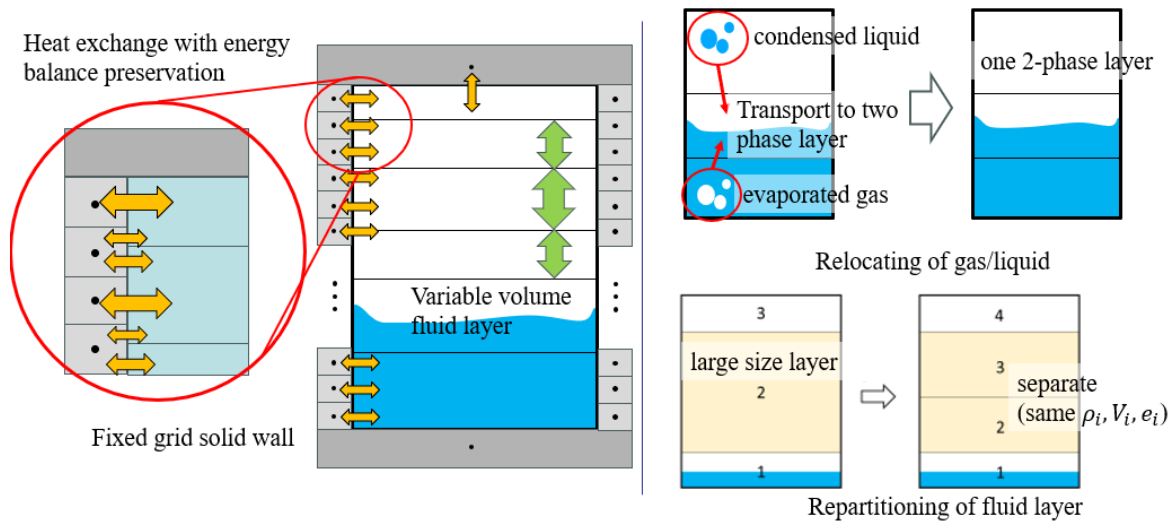 Heat exchange with energy
balance preservation
Fixed grid solid wall
Variable volume
fluid layer
condensed liquid
Transport to two
phase layer
evaporated gas
one 2-phase layer
Relocating of gas/liquid
3
large size layer
2
1
4
3
separate
(same ρᵢ, Vᵢ, eᵢ)
2
1
Repartitioning of fluid layer